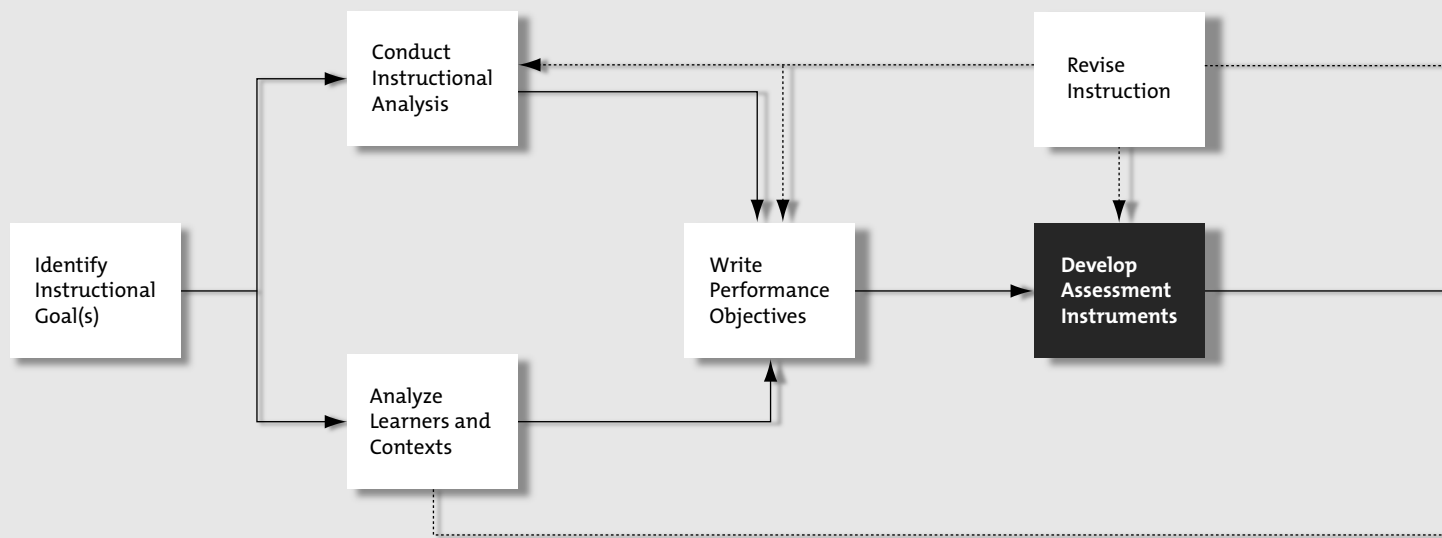 Conduct
Instructional
Analysis
Revise
Instruction
Identify
Instructional
Goal(s)
Write
Performance
Objectives
Develop
Assessment
Instruments
Analyze
Learners and
Contexts